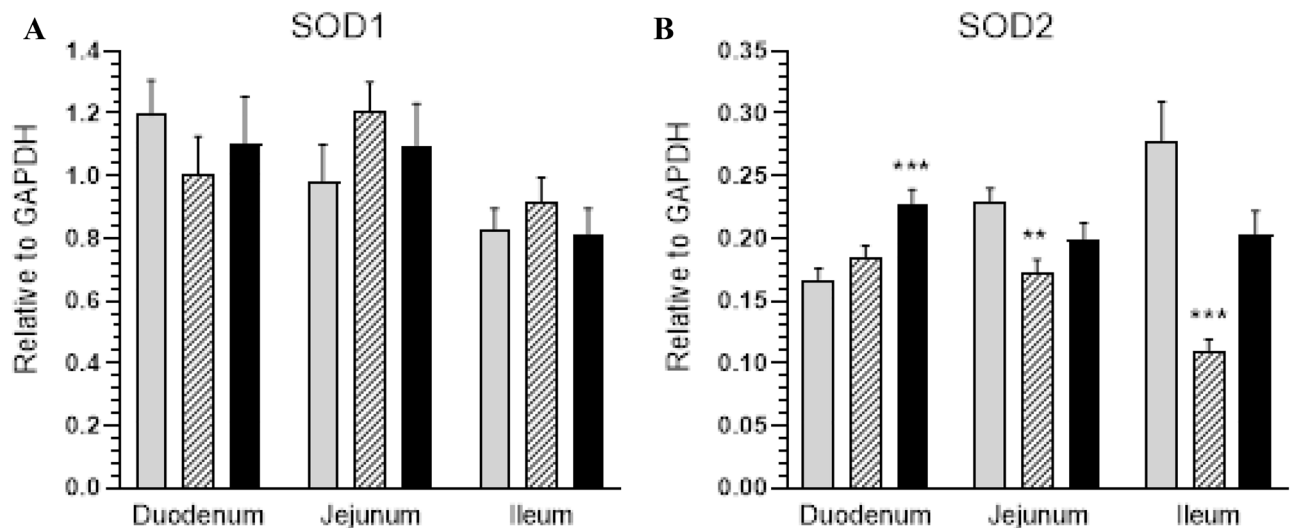 A
SOD1
Relative to GAPDH
1.4
1.2
1.0
0.8
0.6
0.4
0.2
0.0
Duodenum Jejunum Ileum
B
SOD2
Relative to GAPDH
0.35
0.30
0.25
0.20
0.15
0.10
0.05
0.00
***
**
***
Duodenum Jejunum Ileum